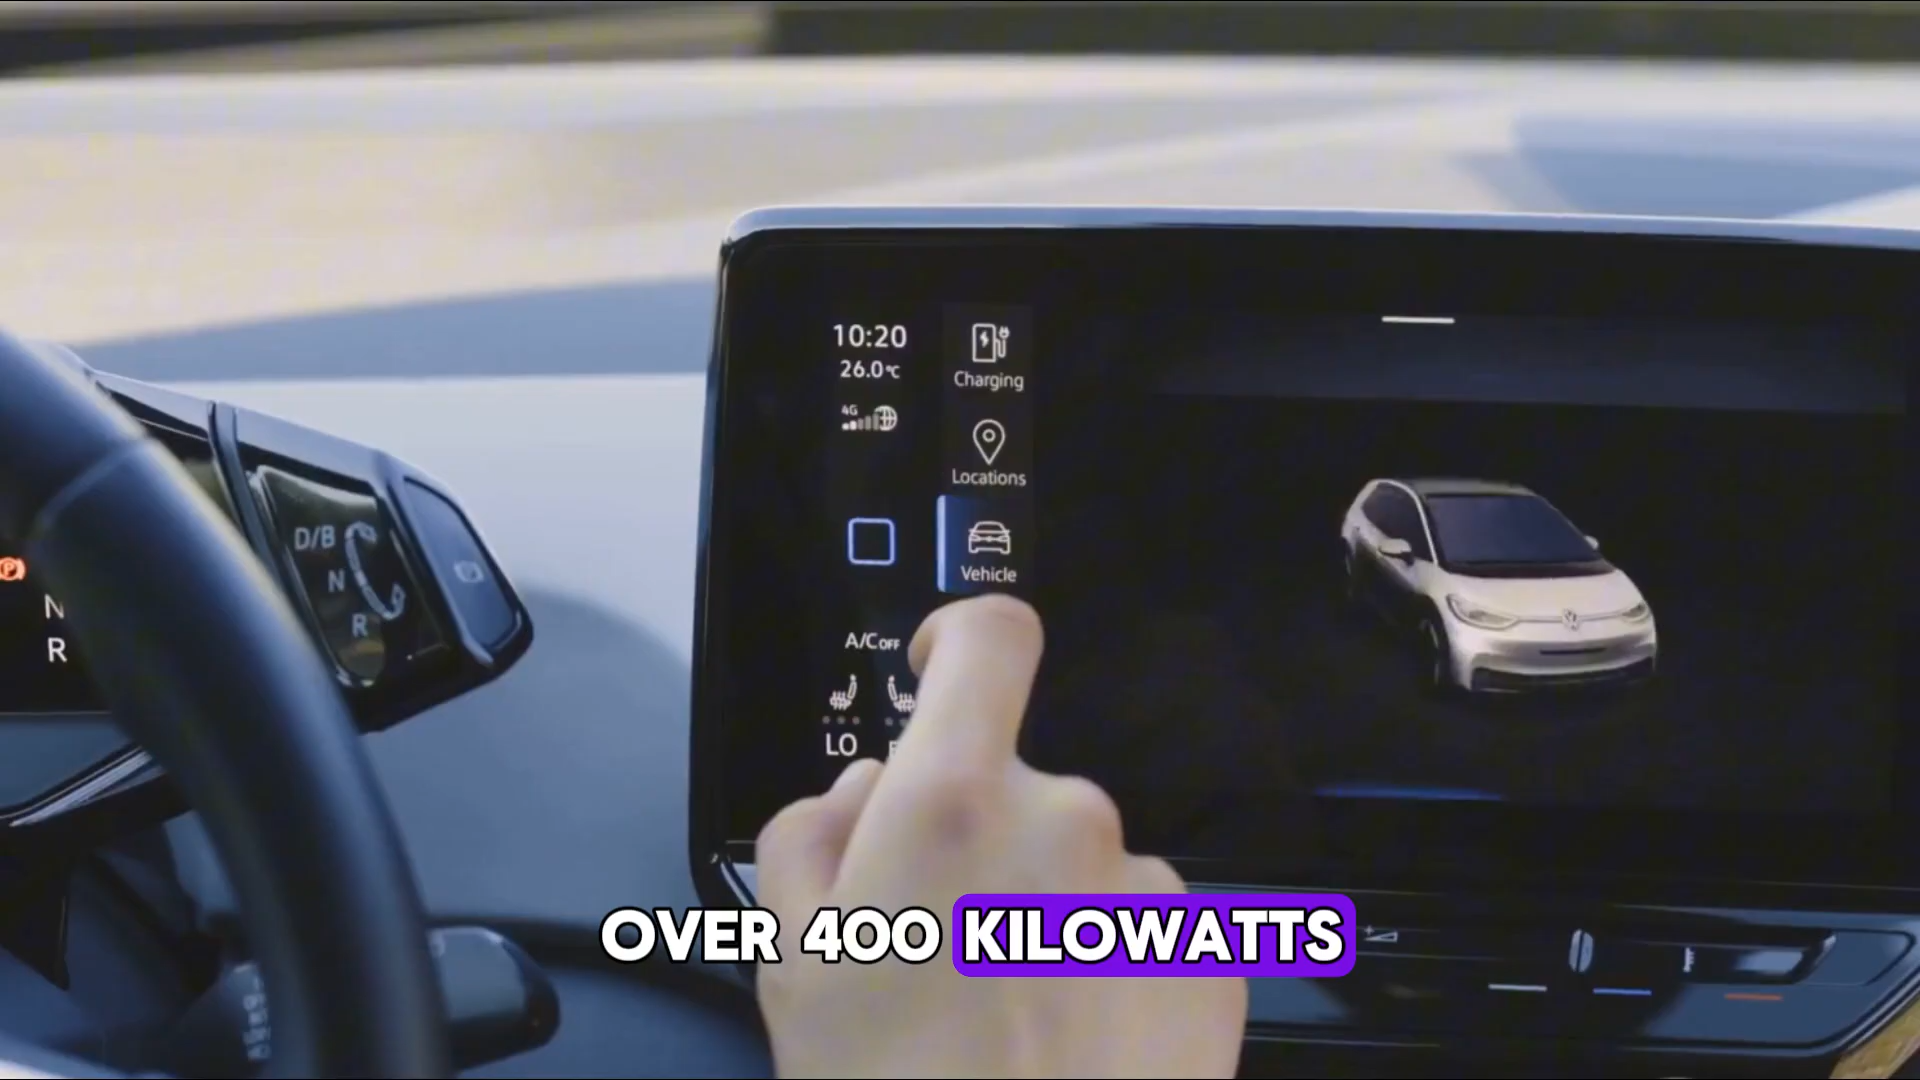 10:20
26.0°C
4G
Charging
Locations
Vehicle
A/C OFF
LO
D/B
N
R
N
R
P
OVER 400 KILOWATTS